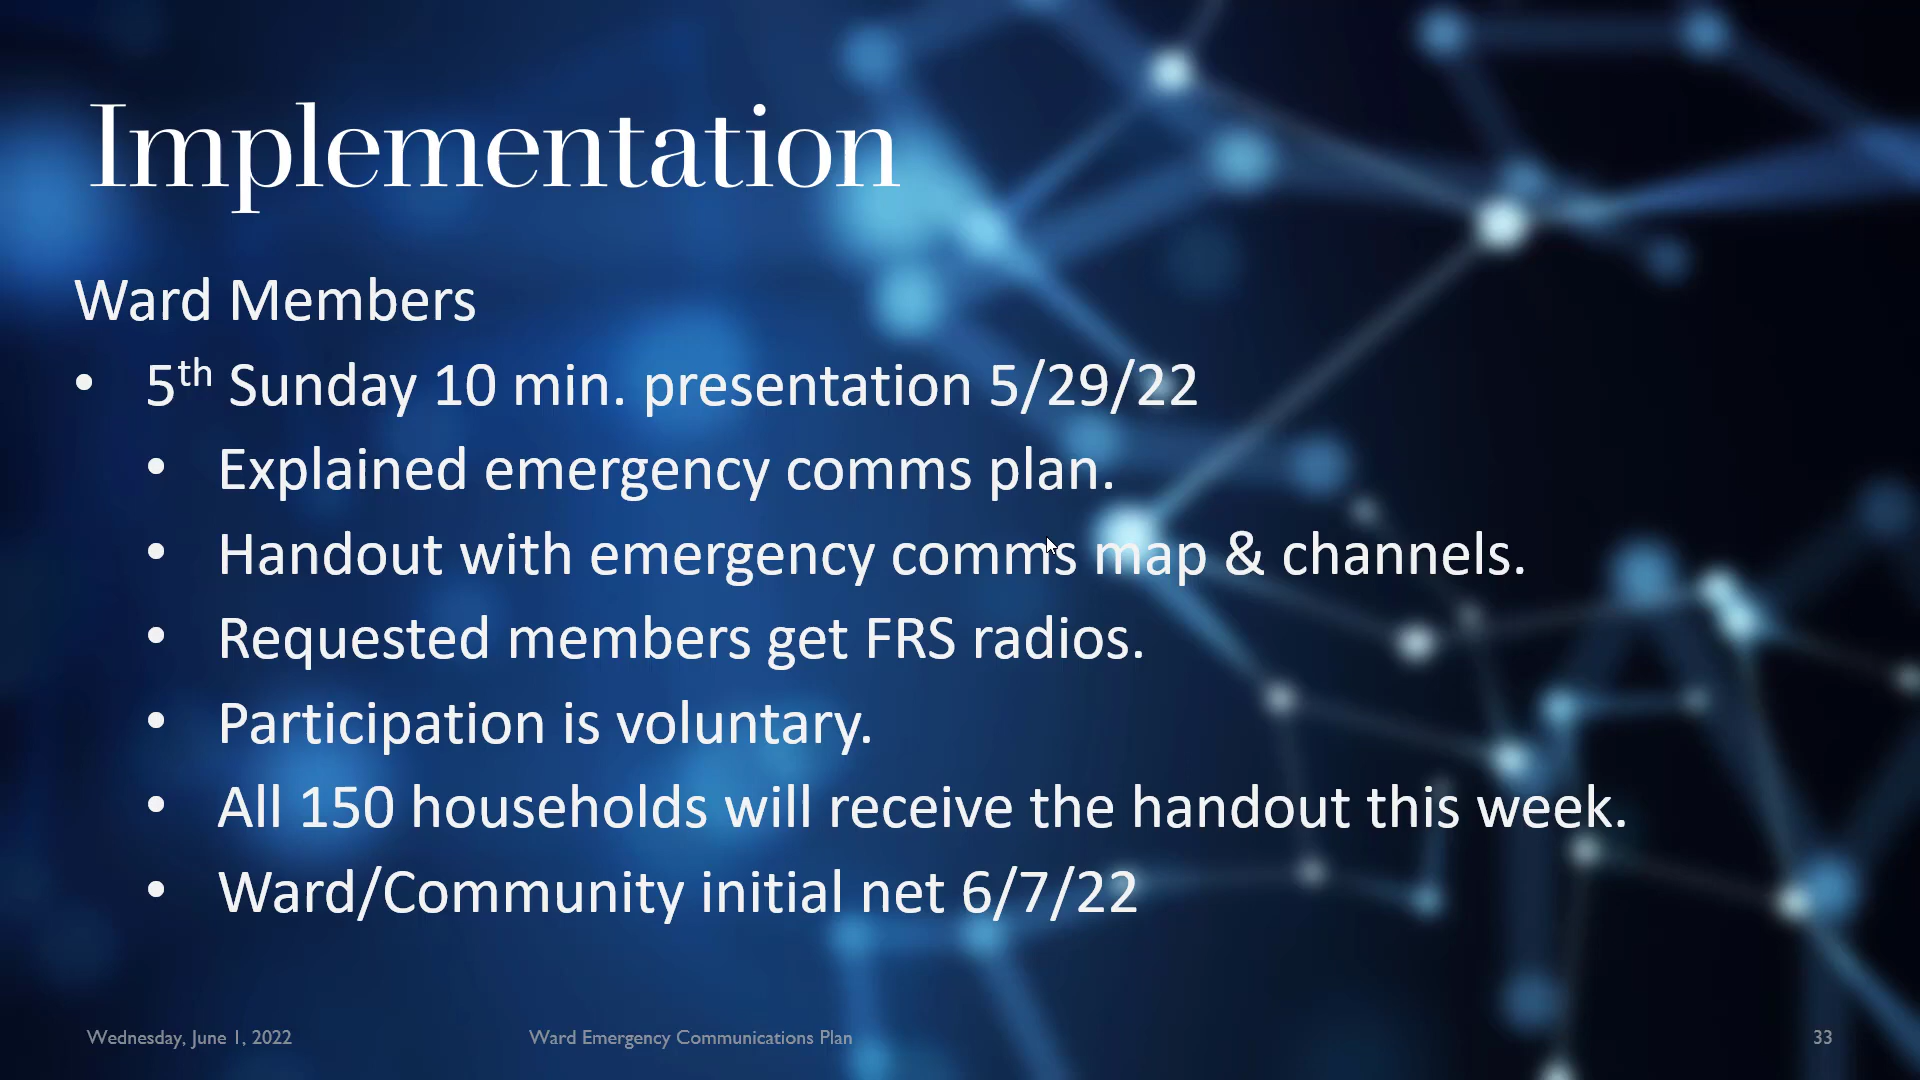 Implementation
Ward Members
• 5th Sunday 10 min. presentation 5/29/22
• Explained emergency comms plan.
• Handout with emergency comms map & channels.
• Requested members get FRS radios.
• Participation is voluntary.
• All 150 households will receive the handout this week.
• Ward/Community initial net 6/7/22
Wednesday, June 1, 2022 Ward Emergency Communications Plan 33